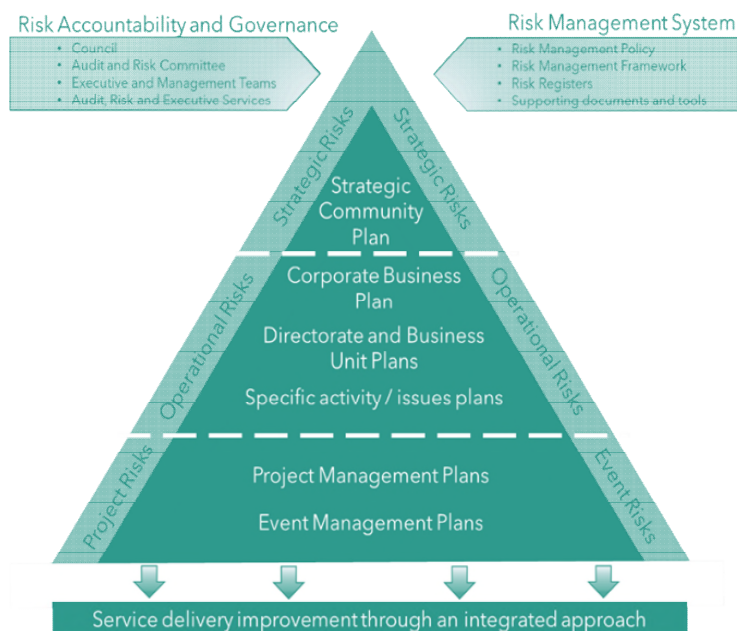 Risk Accountability and Governance
• Council
• Audit and Risk Committee
• Executive and Management Teams
• Audit, Risk and Executive Services
Risk Management System
• Risk Management Policy
• Risk Management Framework
• Risk Registers
• Supporting documents and tools
Strategic Risks
Strategic Risks
Strategic
Community
Plan
Operational Risks
Operational Risks
Corporate Business
Plan
Directorate and Business
Unit Plans
Specific activity / issues plans
Project Risks
Event Risks
Project Management Plans
Event Management Plans
Service delivery improvement through an integrated approach